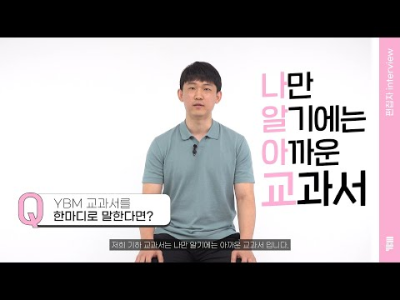 나만
알기에는
아까운
교과서
편집자 interview
YBM 교과서를
한마디로 말한다면?
Q
저희 기하 교과서는 나만 알기에는 아까운 교과서 입니다.